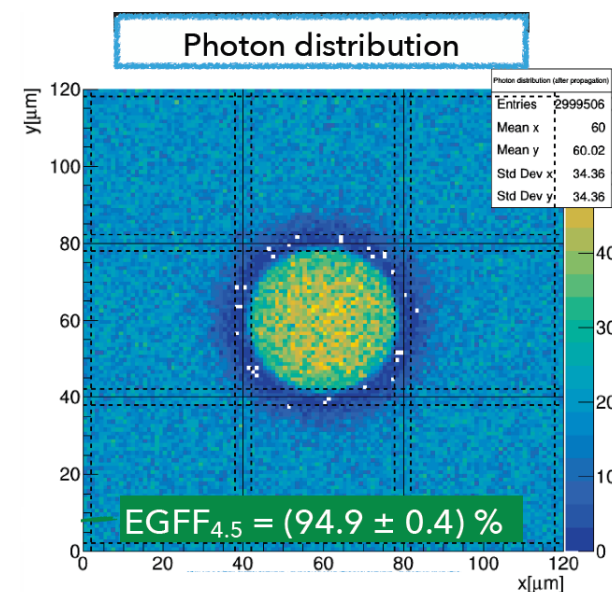 Photon distribution
Photon distribution (after propagation)
Entries 2999506
Mean x 60
Mean y 60.02
Std Dev x 34.36
Std Dev y 34.36
y[μm]
120
100
80
60
40
20
0
40
30
20
10
0
EGFF4.5 = (94.9 ± 0.4) %
0 20 40 60 80 100 120
x[μm]